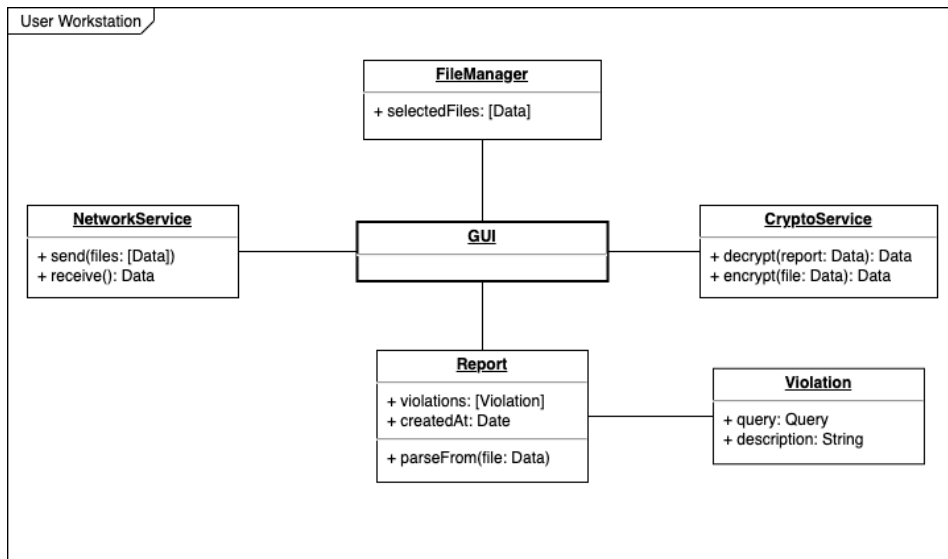 User Workstation
FileManager
+ selectedFiles: [Data]
NetworkService
+ send(files: [Data])
+ receive(): Data
GUI
CryptoService
+ decrypt(report: Data): Data
+ encrypt(file: Data): Data
Report
+ violations: [Violation]
+ createdAt: Date
+ parseFrom(file: Data)
Violation
+ query: Query
+ description: String